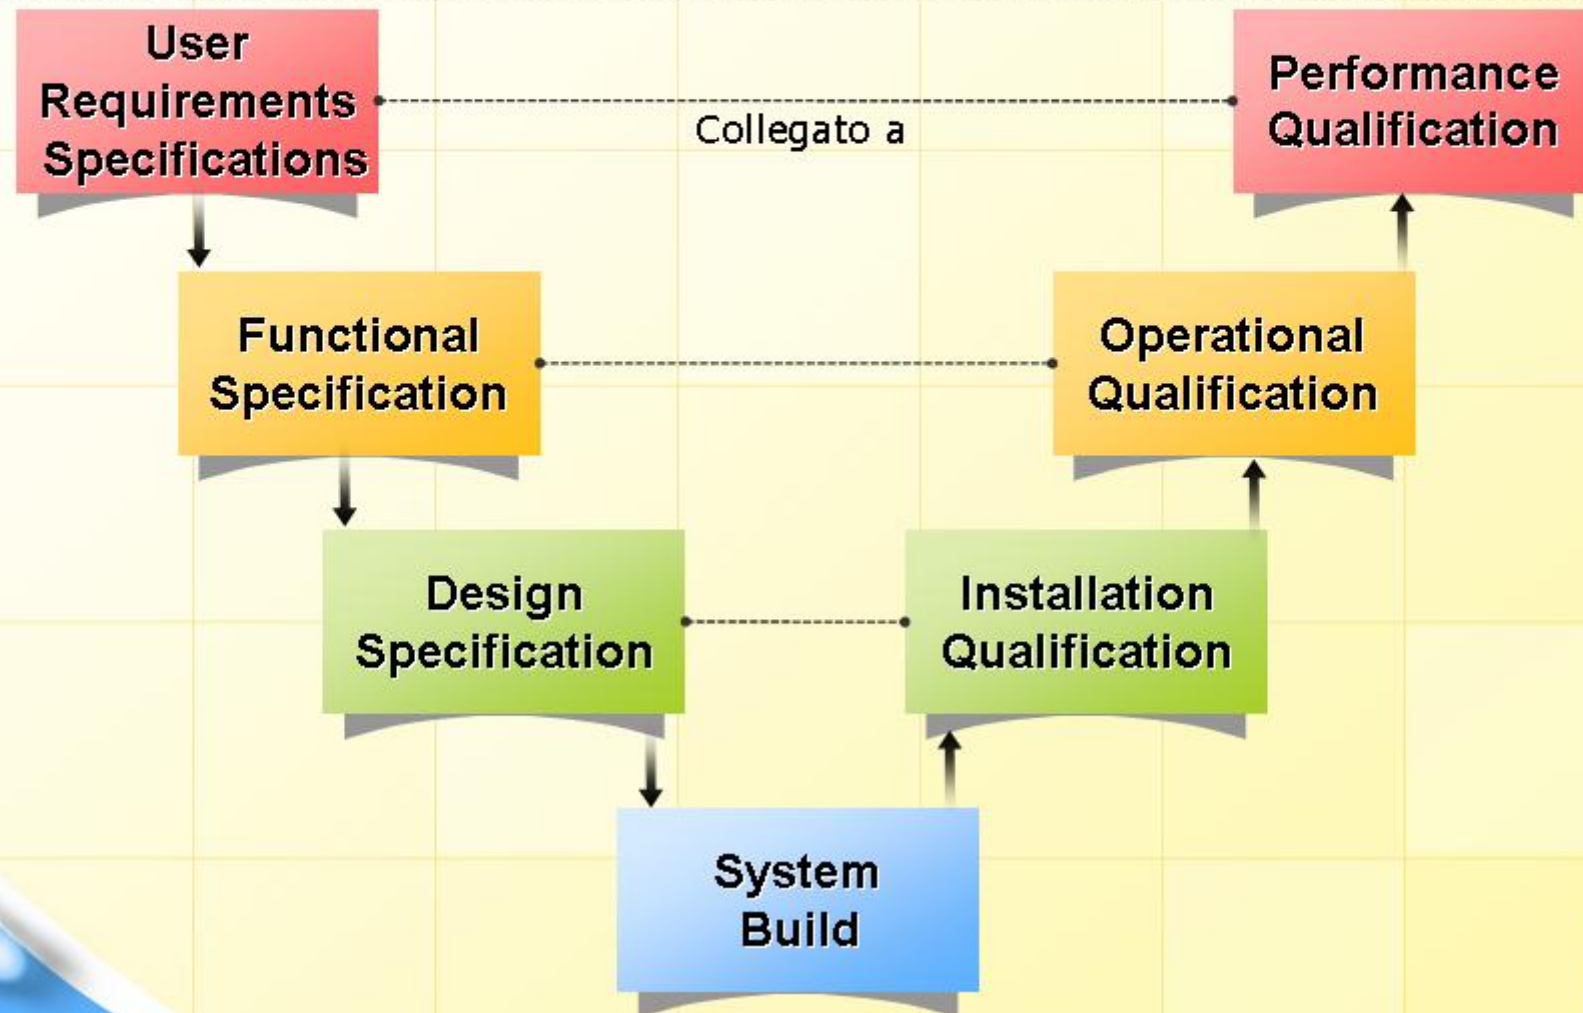 User
Requirements
Specifications
Performance
Qualification
Collegato a
Functional
Specification
Operational
Qualification
Design
Specification
Installation
Qualification
System
Build